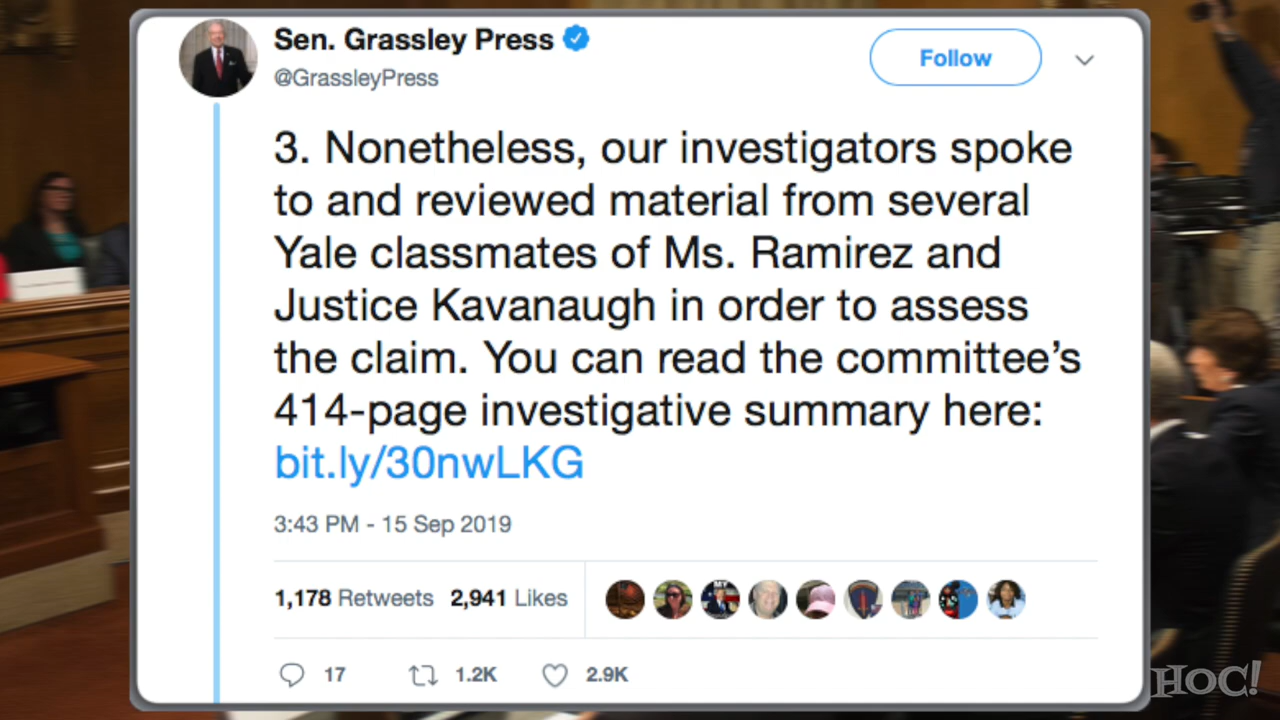 Sen. Grassley Press
@GrassleyPress
Follow
3. Nonetheless, our investigators spoke
to and reviewed material from several
Yale classmates of Ms. Ramirez and
Justice Kavanaugh in order to assess
the claim. You can read the committee’s
414-page investigative summary here:
bit.ly/30nwLKG
3:43 PM - 15 Sep 2019
1,178 Retweets 2,941 Likes
MY
17 1.2K 2.9K
HOC!